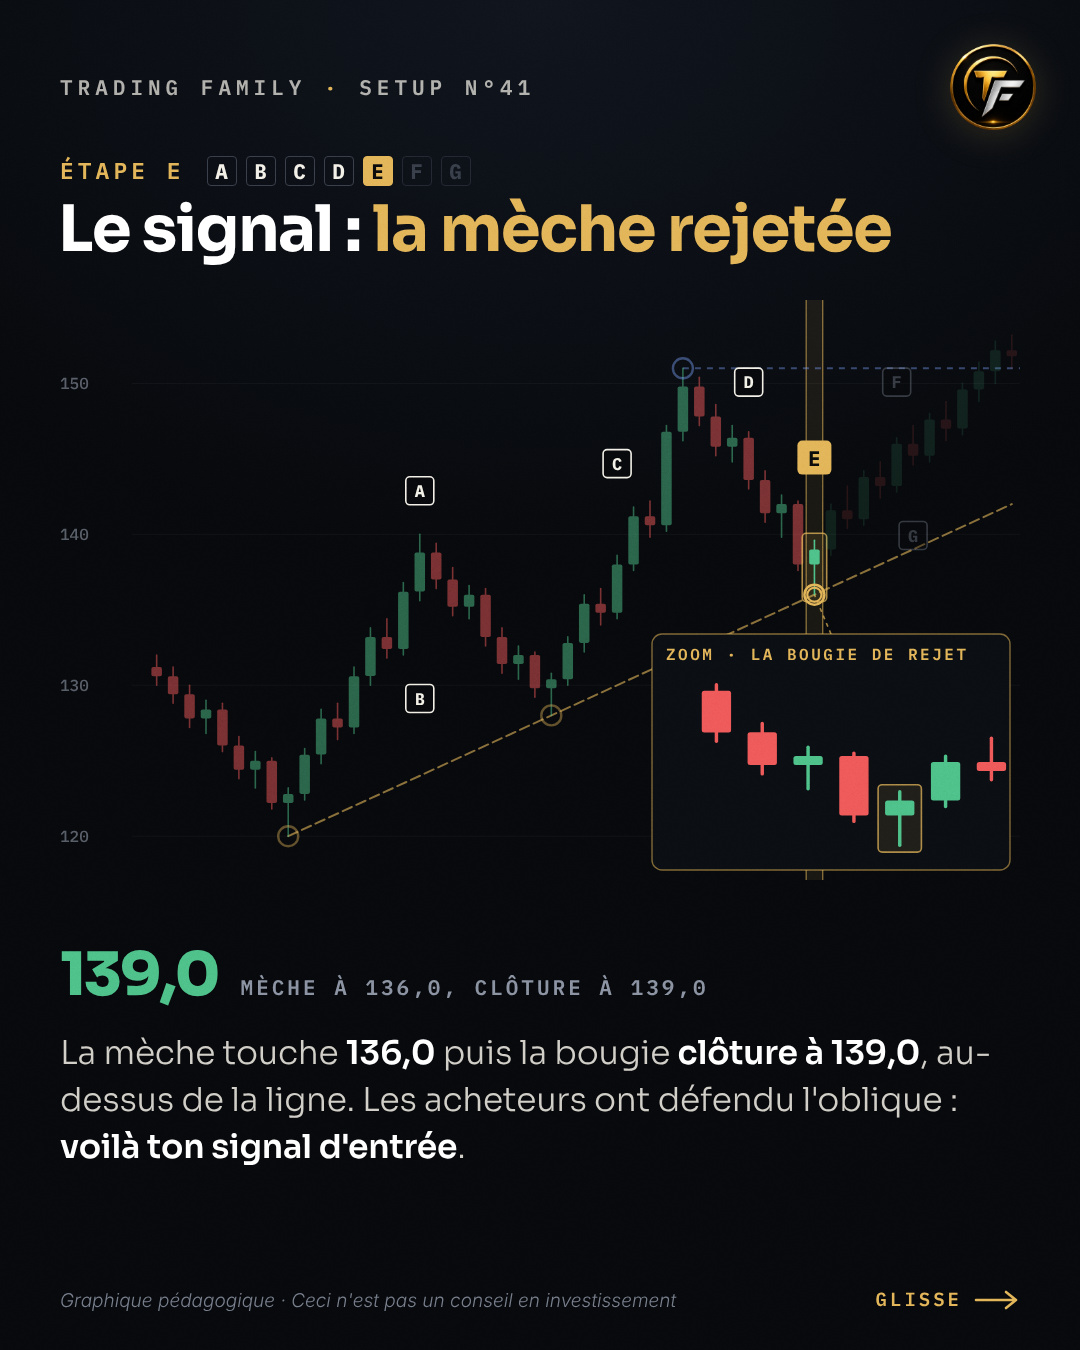 TRADING FAMILY · SETUP N°41
TF
ÉTAPE E A B C D E F G
Le signal : la mèche rejetée
150
D
F
E
C
A
140
G
ZOOM · LA BOUGIE DE REJET
130
B
120
139,0 MÈCHE À 136,0, CLÔTURE À 139,0
La mèche touche 136,0 puis la bougie clôture à 139,0, au-
dessus de la ligne. Les acheteurs ont défendu l'oblique :
voilà ton signal d'entrée.
Graphique pédagogique · Ceci n'est pas un conseil en investissement
GLISSE